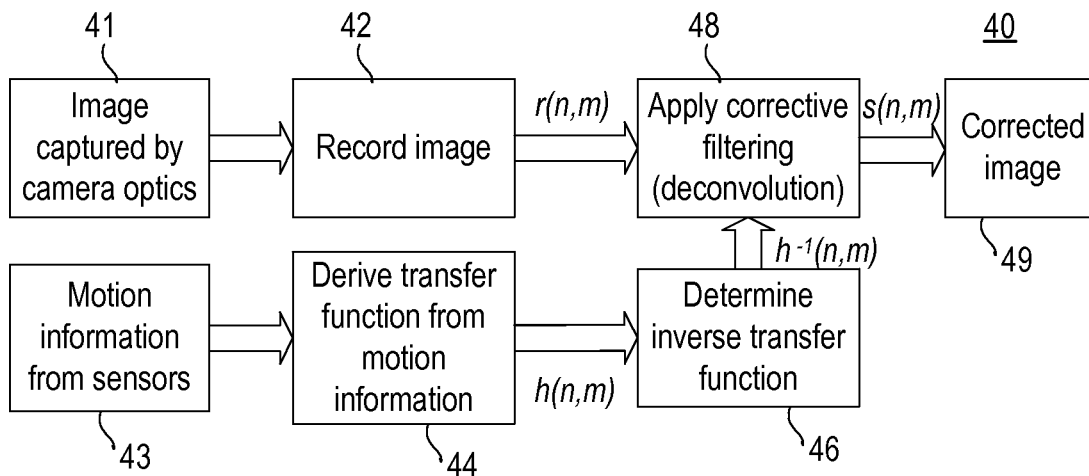 41
42
48
40
Image
captured by
camera optics
Record image
r(n,m)
Apply corrective
filtering
(deconvolution)
s(n,m)
Corrected
image
49
Motion
information
from sensors
Derive transfer
function from
motion
information
h(n,m)
h⁻¹(n,m)
Determine
inverse transfer
function
43
44
46